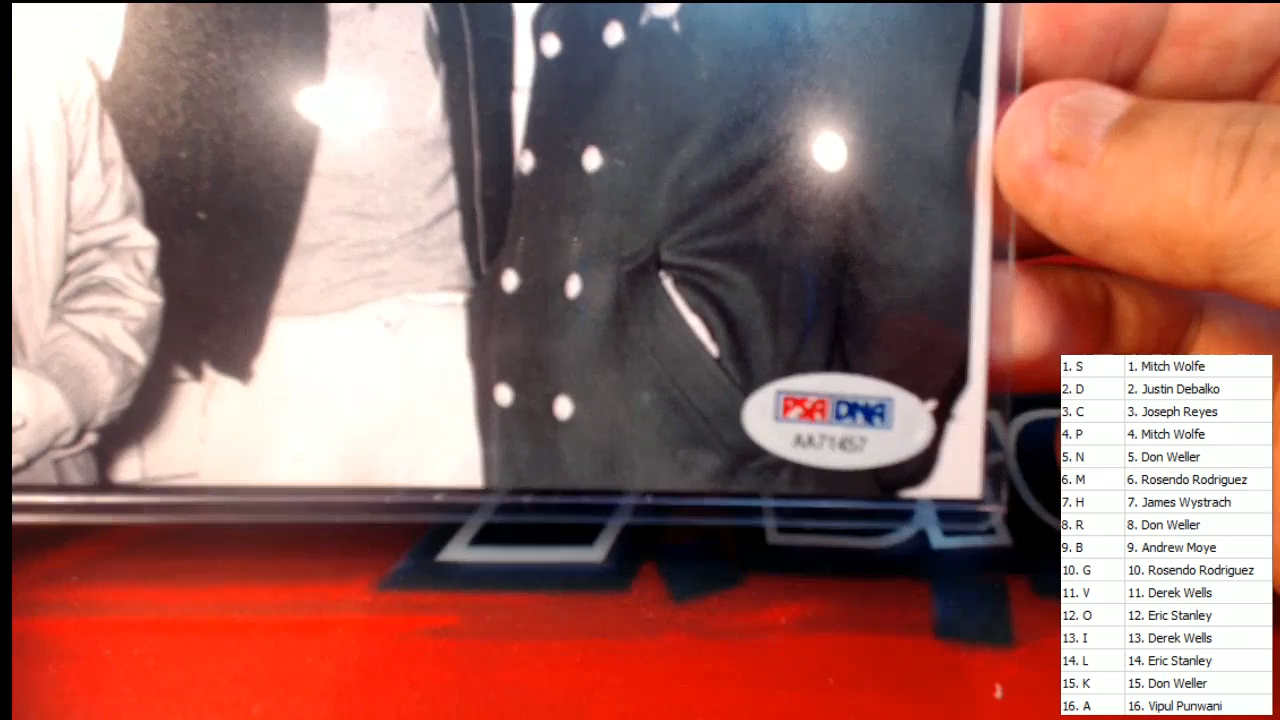 PSA DNA
AA71457
1. S 1. Mitch Wolfe
2. D 2. Justin Debalko
3. C 3. Joseph Reyes
4. P 4. Mitch Wolfe
5. N 5. Don Weller
6. M 6. Rosendo Rodriguez
7. H 7. James Wystrach
8. R 8. Don Weller
9. B 9. Andrew Moye
10. G 10. Rosendo Rodriguez
11. V 11. Derek Wells
12. O 12. Eric Stanley
13. I 13. Derek Wells
14. L 14. Eric Stanley
15. K 15. Don Weller
16. A 16. Vipul Punwani